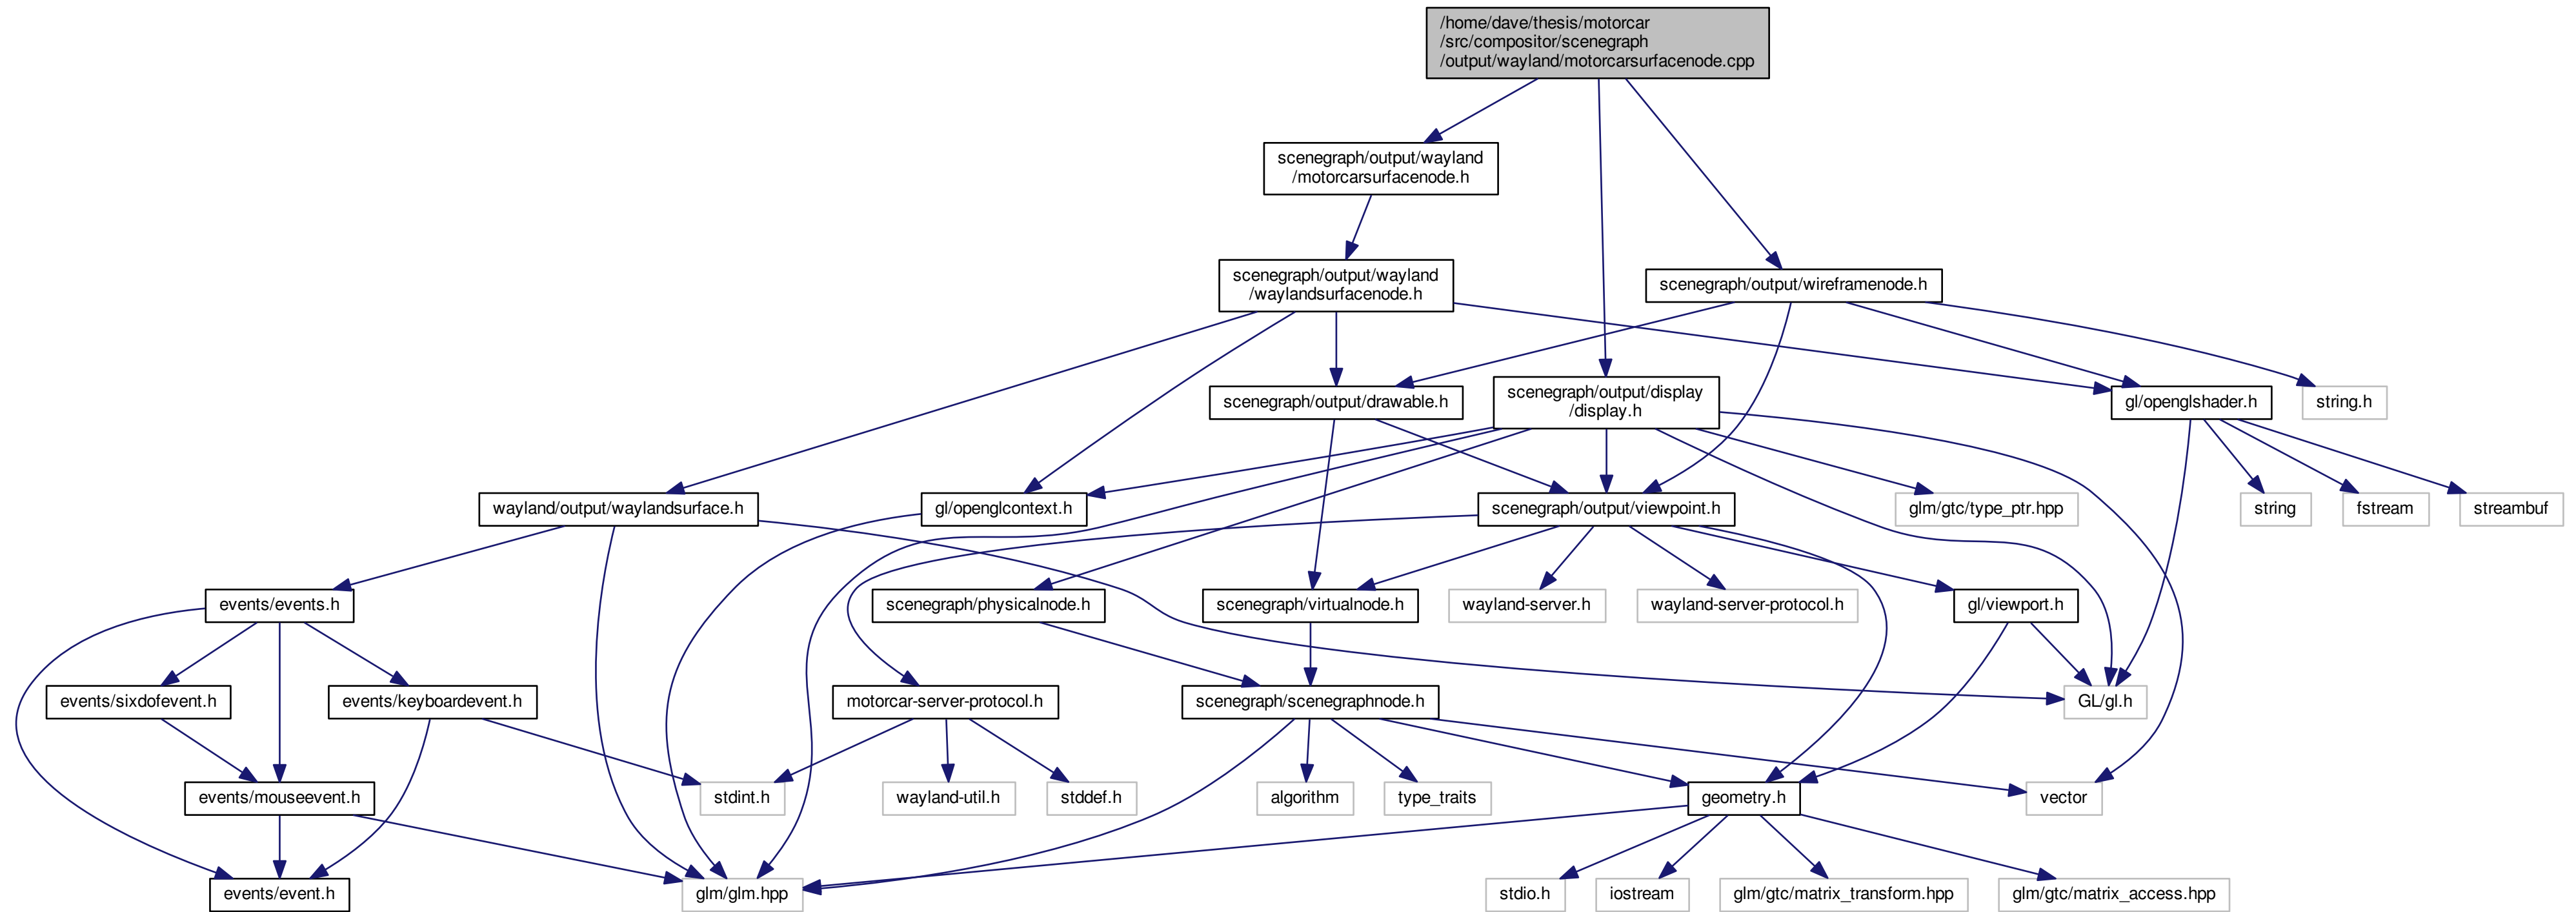 /home/dave/thesis/motorcar
/src/compositor/scenegraph
/output/wayland/motorcarsurfacenode.cpp
scenegraph/output/wayland
/motorcarsurfacenode.h
scenegraph/output/wayland
/waylandsurfacenode.h
scenegraph/output/wireframenode.h
scenegraph/output/drawable.h
scenegraph/output/display
/display.h
gl/openglshader.h
string.h
wayland/output/waylandsurface.h
gl/openglcontext.h
scenegraph/output/viewpoint.h
glm/gtc/type_ptr.hpp
string
fstream
streambuf
events/events.h
scenegraph/physicalnode.h
scenegraph/virtualnode.h
wayland-server.h
wayland-server-protocol.h
gl/viewport.h
events/sixdofevent.h
events/keyboardevent.h
motorcar-server-protocol.h
scenegraph/scenegraphnode.h
GL/gl.h
events/mouseevent.h
stdint.h
wayland-util.h
stddef.h
algorithm
type_traits
geometry.h
vector
events/event.h
glm/glm.hpp
stdio.h
iostream
glm/gtc/matrix_transform.hpp
glm/gtc/matrix_access.hpp